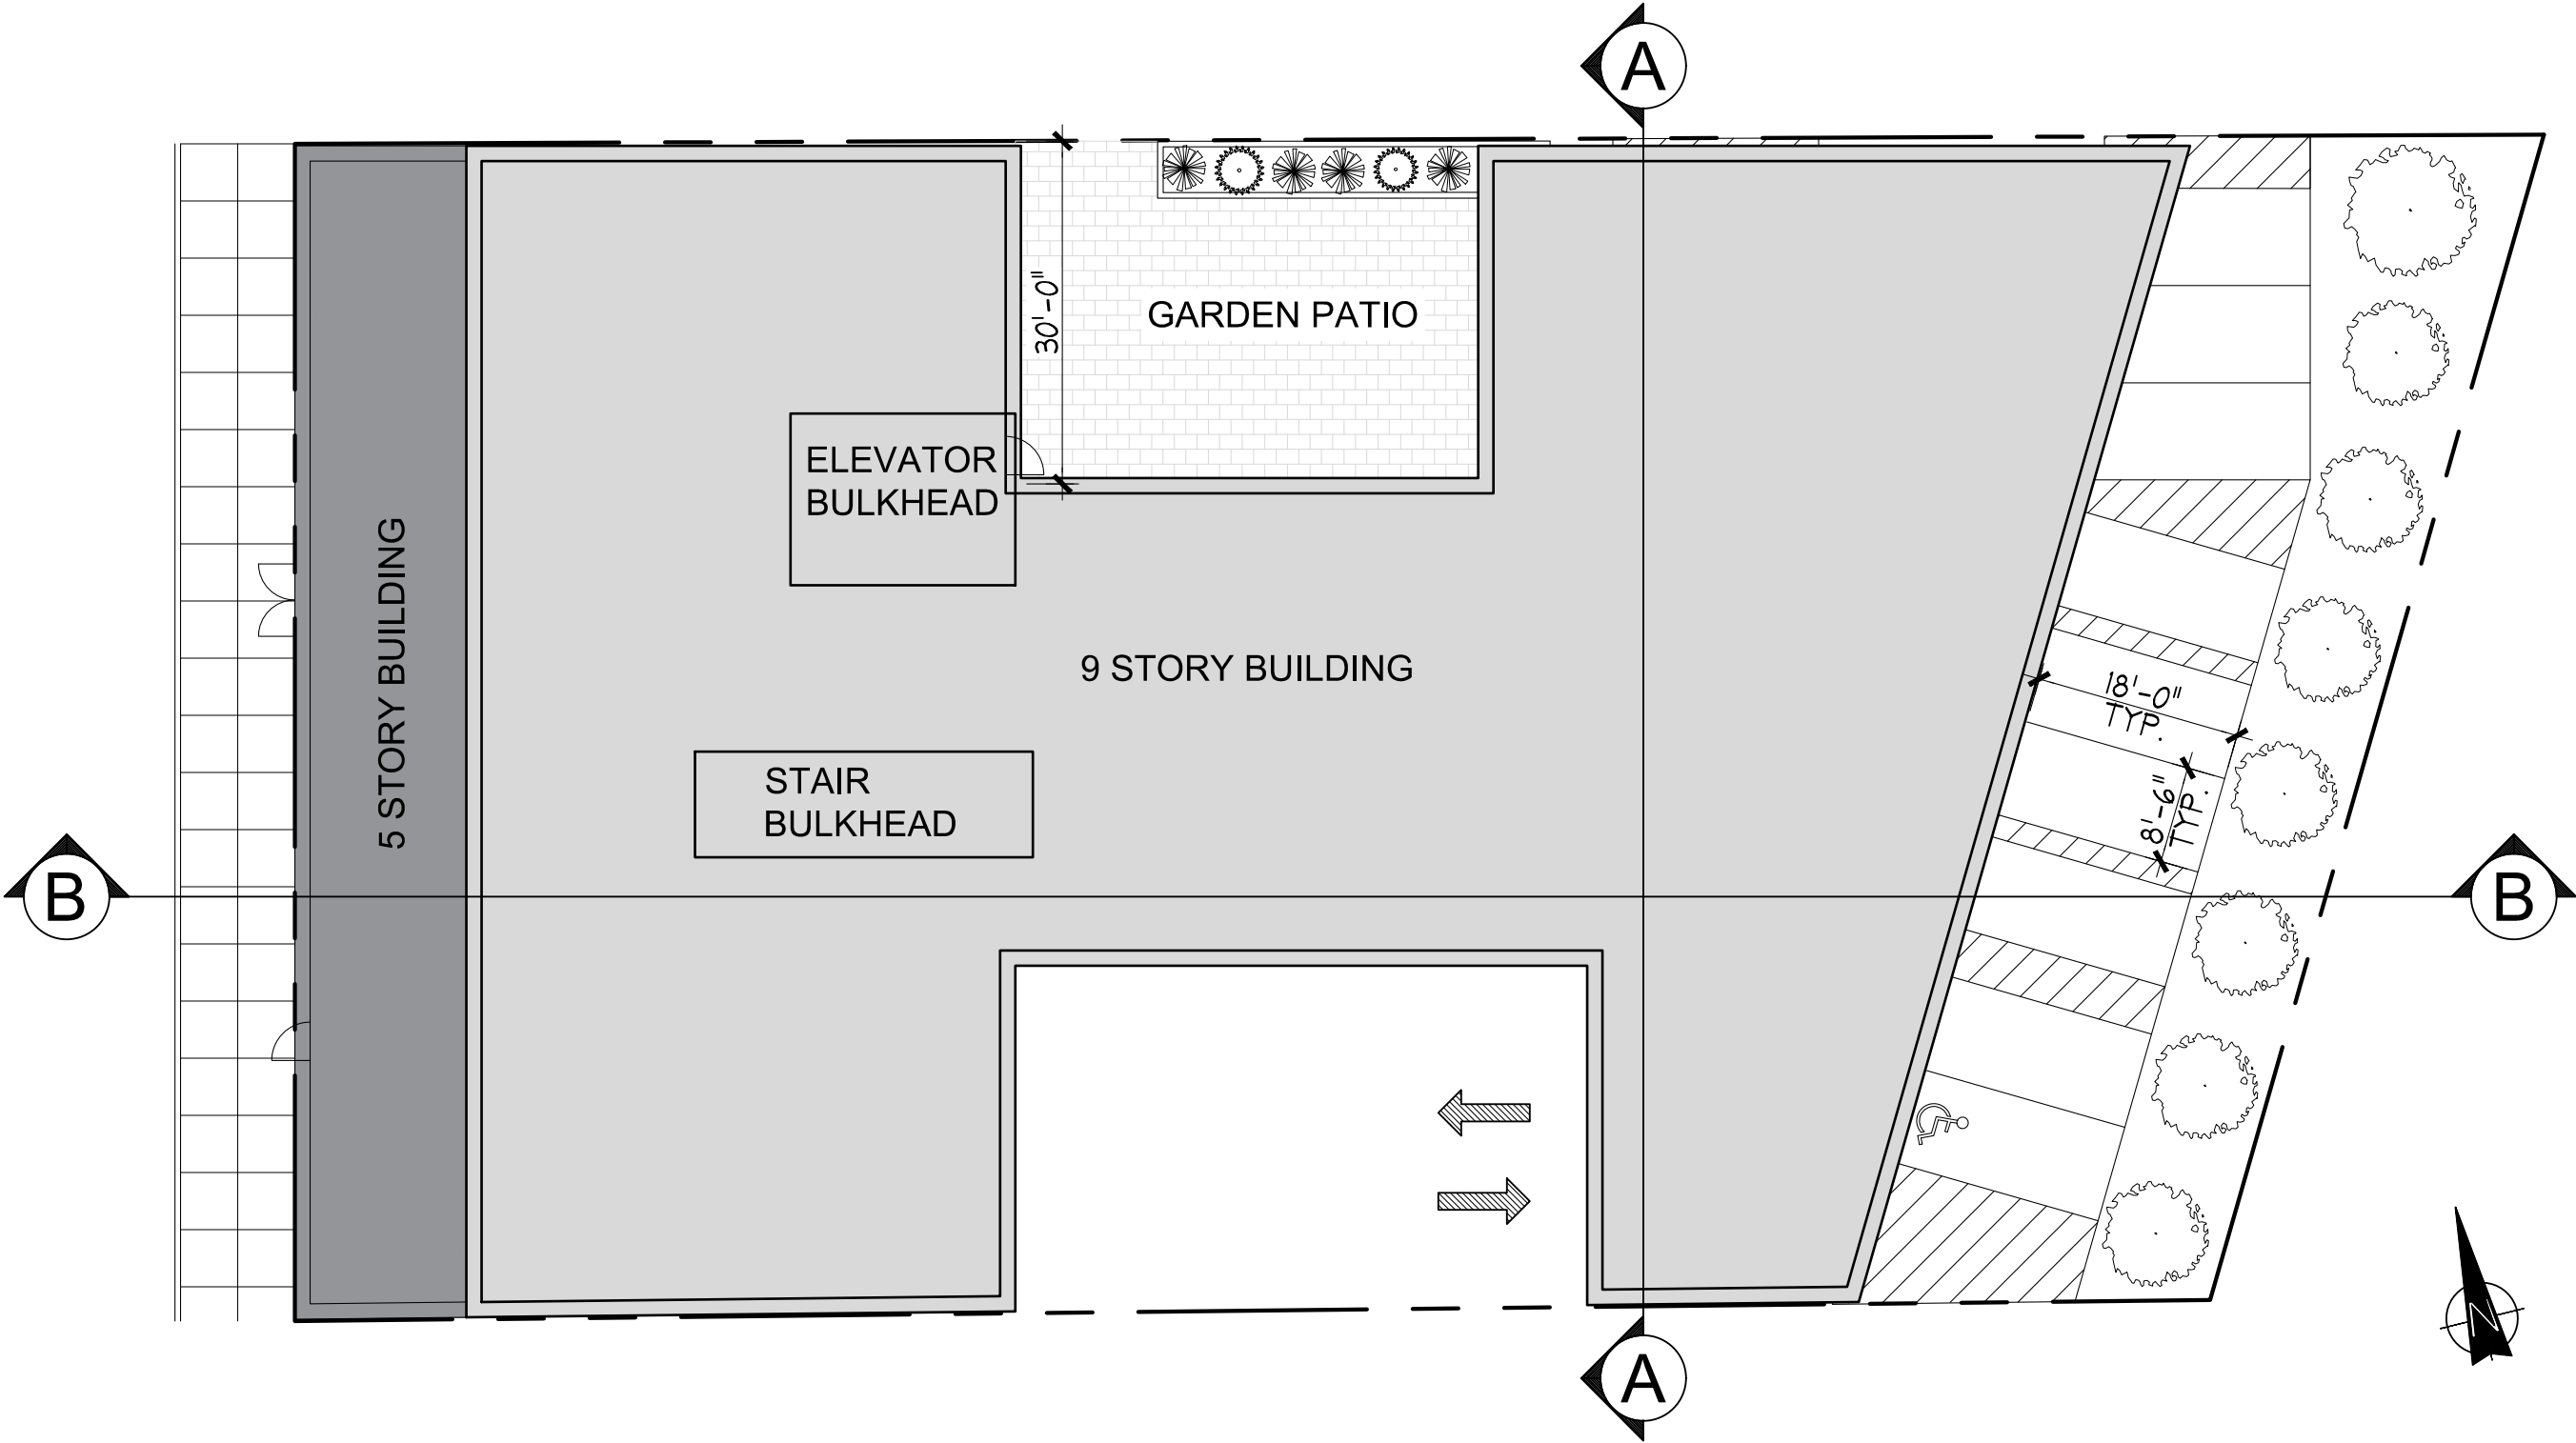 A
30'-0"
GARDEN PATIO
ELEVATOR
BULKHEAD
5 STORY BUILDING
9 STORY BUILDING
18'-0"
TYP.
STAIR
BULKHEAD
8'-6"
TYP.
B
B
N
A